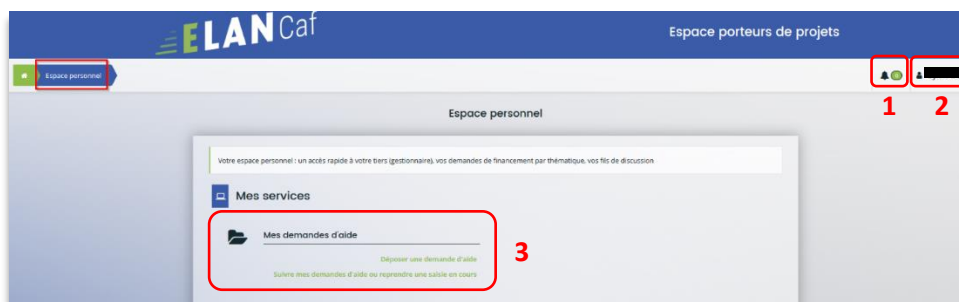 ELANCaf
Espace porteurs de projets
Espace personnel
1
2
Espace personnel
Votre espace personnel : un accès rapide à votre tiers (gestionnaire), vos demandes de financement par thématique, vos fils de discussion
Mes services
Mes demandes d'aide
3
Déposer une demande d'aide
Suivre mes demandes d'aide ou reprendre une saisie en cours